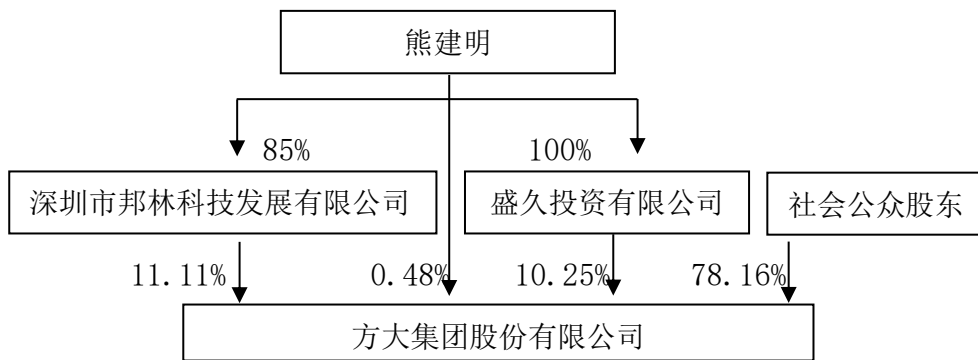 熊建明
85%
100%
深圳市邦林科技发展有限公司
盛久投资有限公司
社会公众股东
11.11%
0.48%
10.25%
78.16%
方大集团股份有限公司